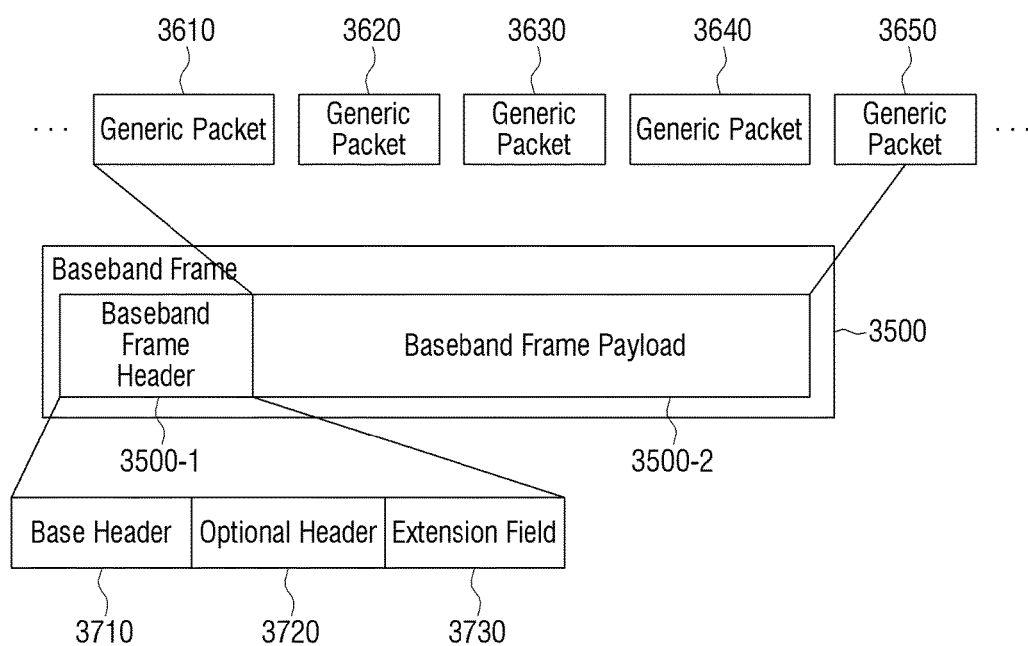 3610 3620 3630 3640 3650
... Generic Packet Generic Packet Generic Packet Generic Packet Generic Packet ...
Baseband Frame
Baseband Frame Header
Baseband Frame Payload
3500
3500-1 3500-2
Base Header Optional Header Extension Field
3710 3720 3730